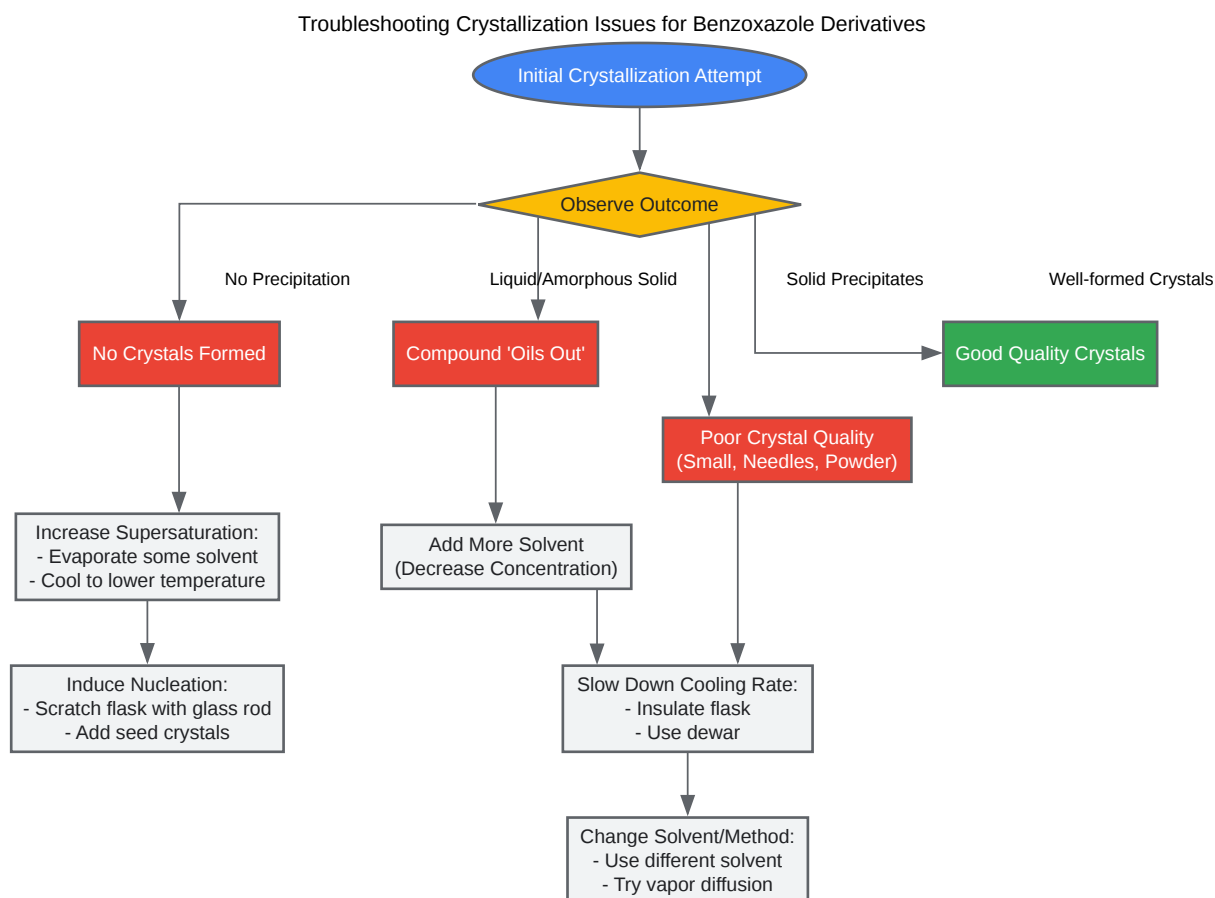 Troubleshooting Crystallization Issues for Benzoxazole Derivatives
Initial Crystallization Attempt
Observe Outcome
No Precipitation
Liquid/Amorphous Solid
Solid Precipitates
Well-formed Crystals
No Crystals Formed
Compound 'Oils Out'
Good Quality Crystals
Poor Crystal Quality
(Small, Needles, Powder)
Increase Supersaturation:
- Evaporate some solvent
- Cool to lower temperature
Add More Solvent
(Decrease Concentration)
Induce Nucleation:
- Scratch flask with glass rod
- Add seed crystals
Slow Down Cooling Rate:
- Insulate flask
- Use dewar
Change Solvent/Method:
- Use different solvent
- Try vapor diffusion